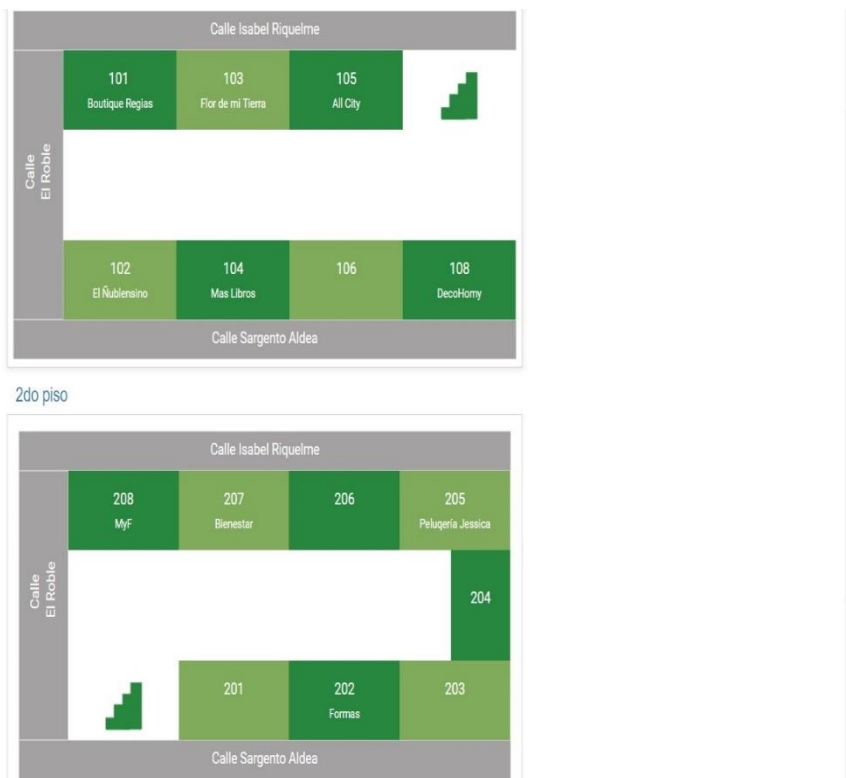 Calle Isabel Riquelme
Calle
El Roble
101
Boutique Regias
103
Flor de mi Tierra
105
All City
102
El Ñublensino
104
Mas Libros
106
108
DecoHomy
Calle Sargento Aldea
2do piso
Calle Isabel Riquelme
Calle
El Roble
208
MyF
207
Bienestar
206
205
Peluqería Jessica
204
201
202
Formas
203
Calle Sargento Aldea